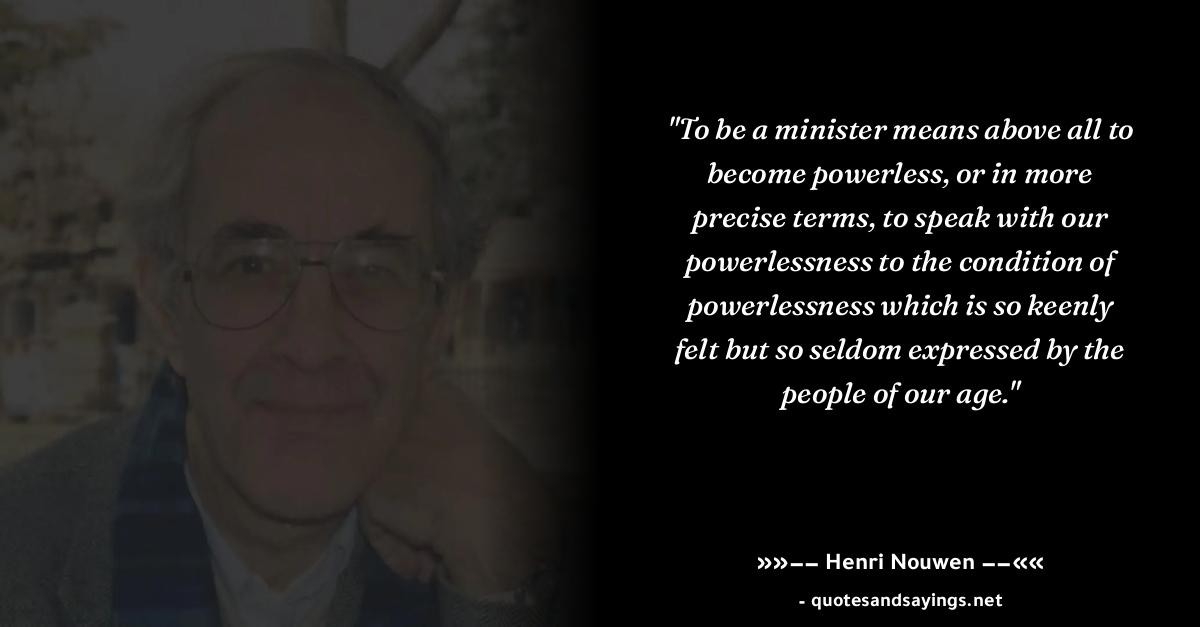 "To be a minister means above all to
become powerless, or in more
precise terms, to speak with our
powerlessness to the condition of
powerlessness which is so keenly
felt but so seldom expressed by the
people of our age."
»»−− Henri Nouwen −−««
- quotesandsayings.net